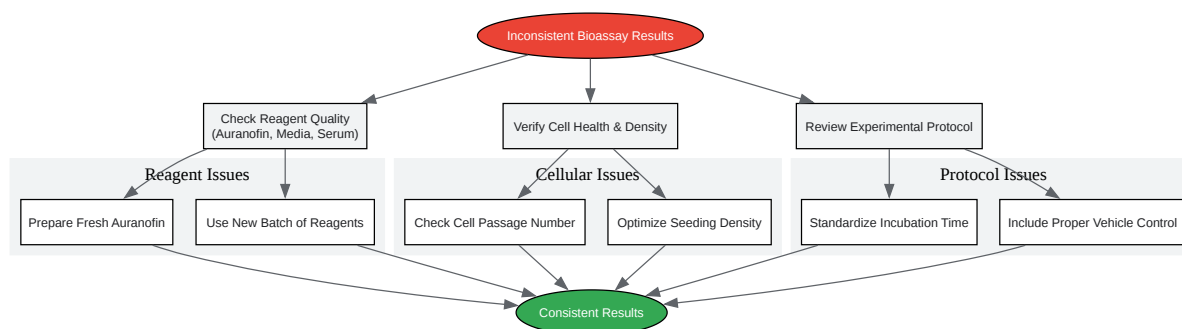 Inconsistent Bioassay Results
Check Reagent Quality
(Auranofin, Media, Serum)
Verify Cell Health & Density
Review Experimental Protocol
Reagent Issues
Cellular Issues
Protocol Issues
Prepare Fresh Auranofin
Use New Batch of Reagents
Check Cell Passage Number
Optimize Seeding Density
Standardize Incubation Time
Include Proper Vehicle Control
Consistent Results